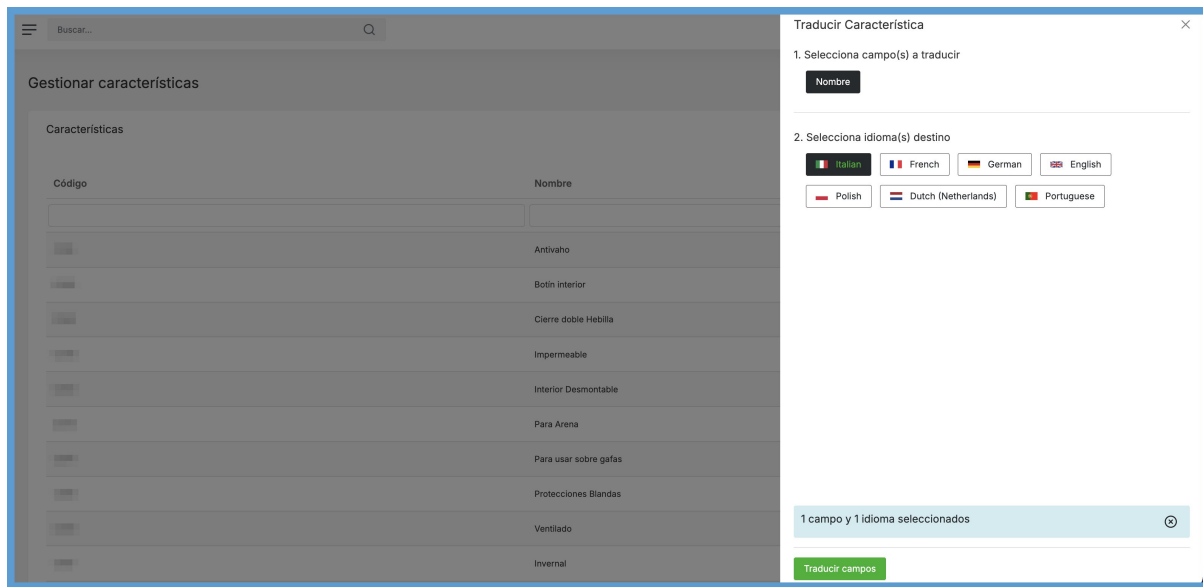 Buscar...
Gestionar características
Características
Código Nombre
Antivaho
Botín interior
Cierre doble Hebilla
Impermeable
Interior Desmontable
Para Arena
Para usar sobre gafas
Protecciones Blandas
Ventilado
Invernal
Traducir Característica
1. Selecciona campo(s) a traducir
Nombre
2. Selecciona idioma(s) destino
Italian French German English
Polish Dutch (Netherlands) Portuguese
1 campo y 1 idioma seleccionados
Traducir campos